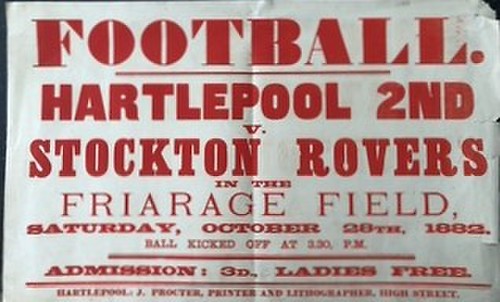 FOOTBALL.
HARTLEPOOL 2ND
V.
STOCKTON ROVERS
IN THE
FRIARAGE FIELD,
SATURDAY, OCTOBER 28TH, 1882.
BALL KICKED OFF AT 3.30, P.M.
ADMISSION: 3D., LADIES FREE.
HARTLEPOOL: J. PROCTER, PRINTER AND LITHOGRAPHER, HIGH STREET.